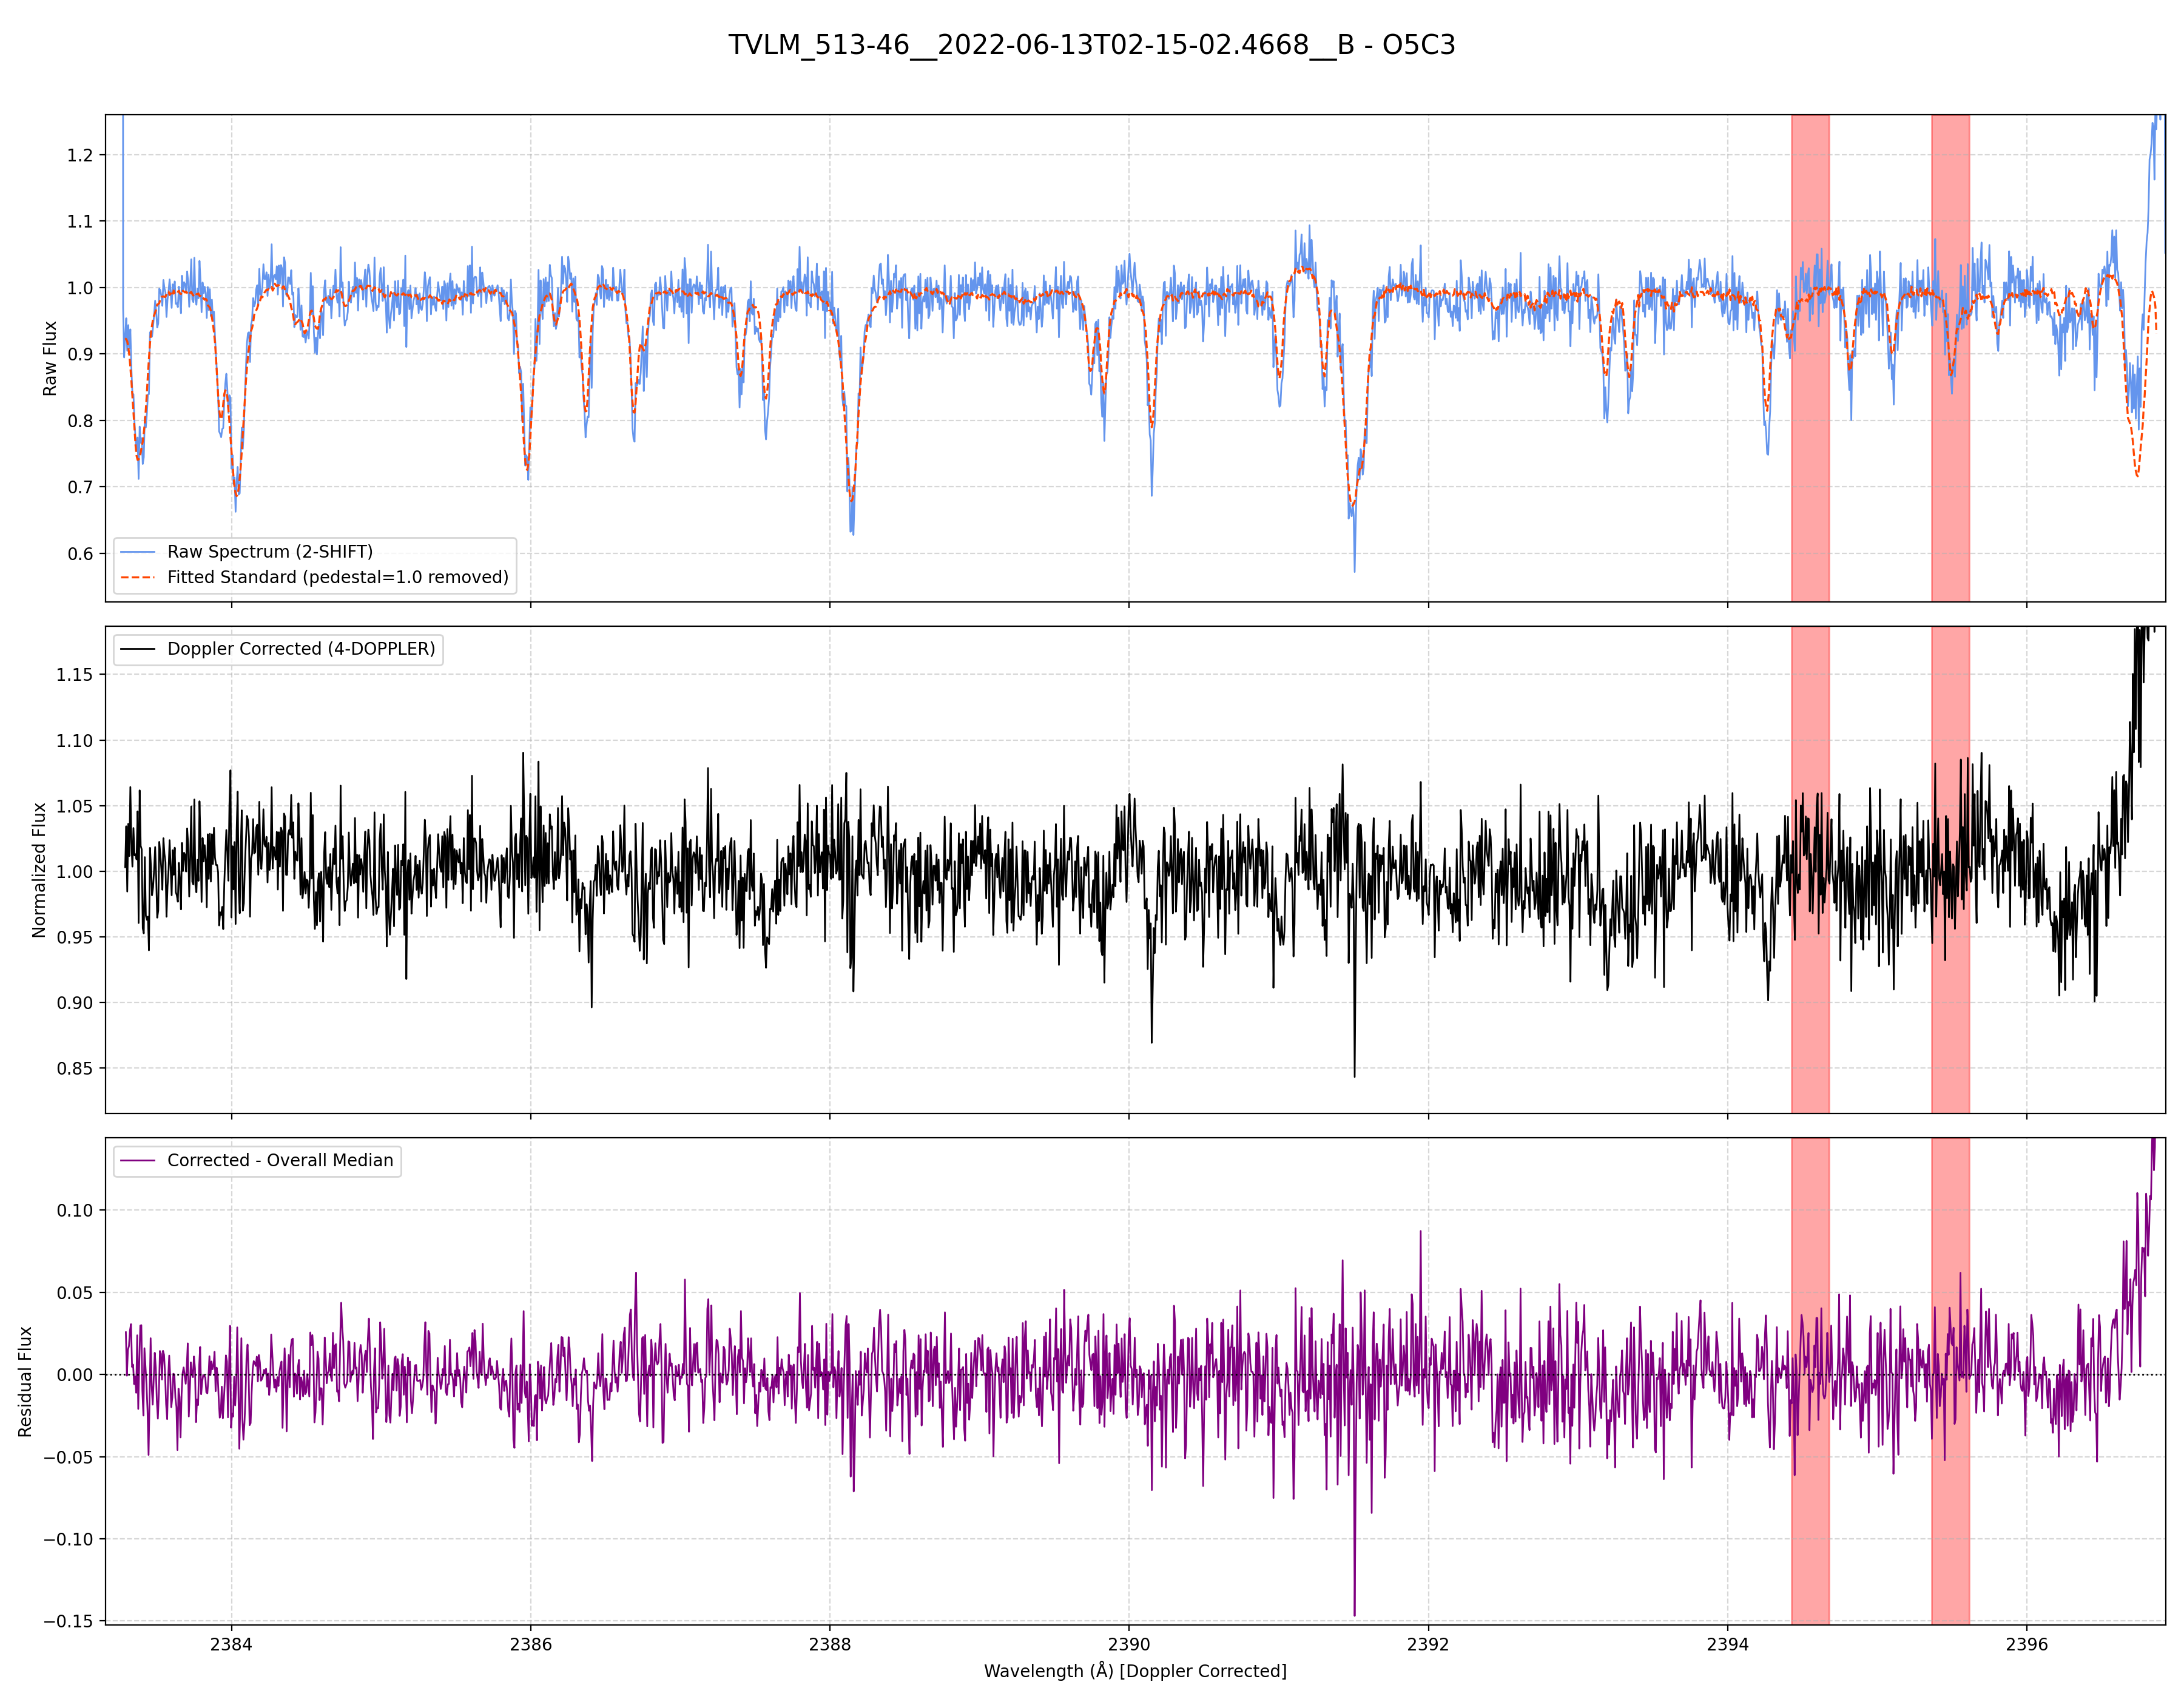 TVLM_513-46__2022-06-13T02-15-02.4668__B - O5C3
1.2
1.1
1.0
0.9
0.8
0.7
0.6
Raw Flux
Raw Spectrum (2-SHIFT)
Fitted Standard (pedestal=1.0 removed)
1.15
1.10
1.05
1.00
0.95
0.90
0.85
Normalized Flux
Doppler Corrected (4-DOPPLER)
0.10
0.05
0.00
−0.05
−0.10
−0.15
Residual Flux
Corrected - Overall Median
2384 2386 2388 2390 2392 2394 2396
Wavelength (Å) [Doppler Corrected]